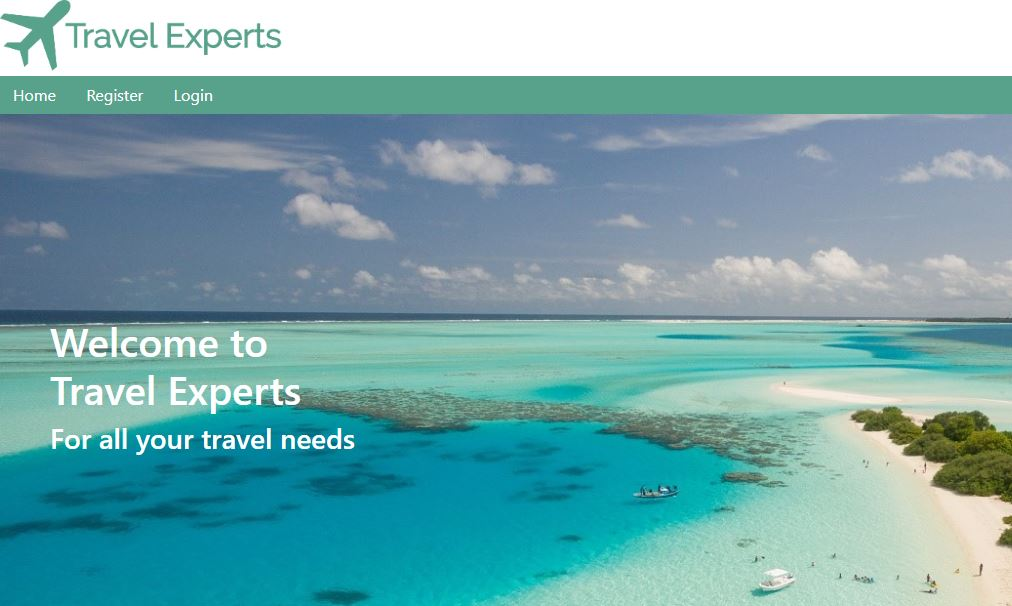 Travel Experts
Home Register Login
Welcome to
Travel Experts
For all your travel needs